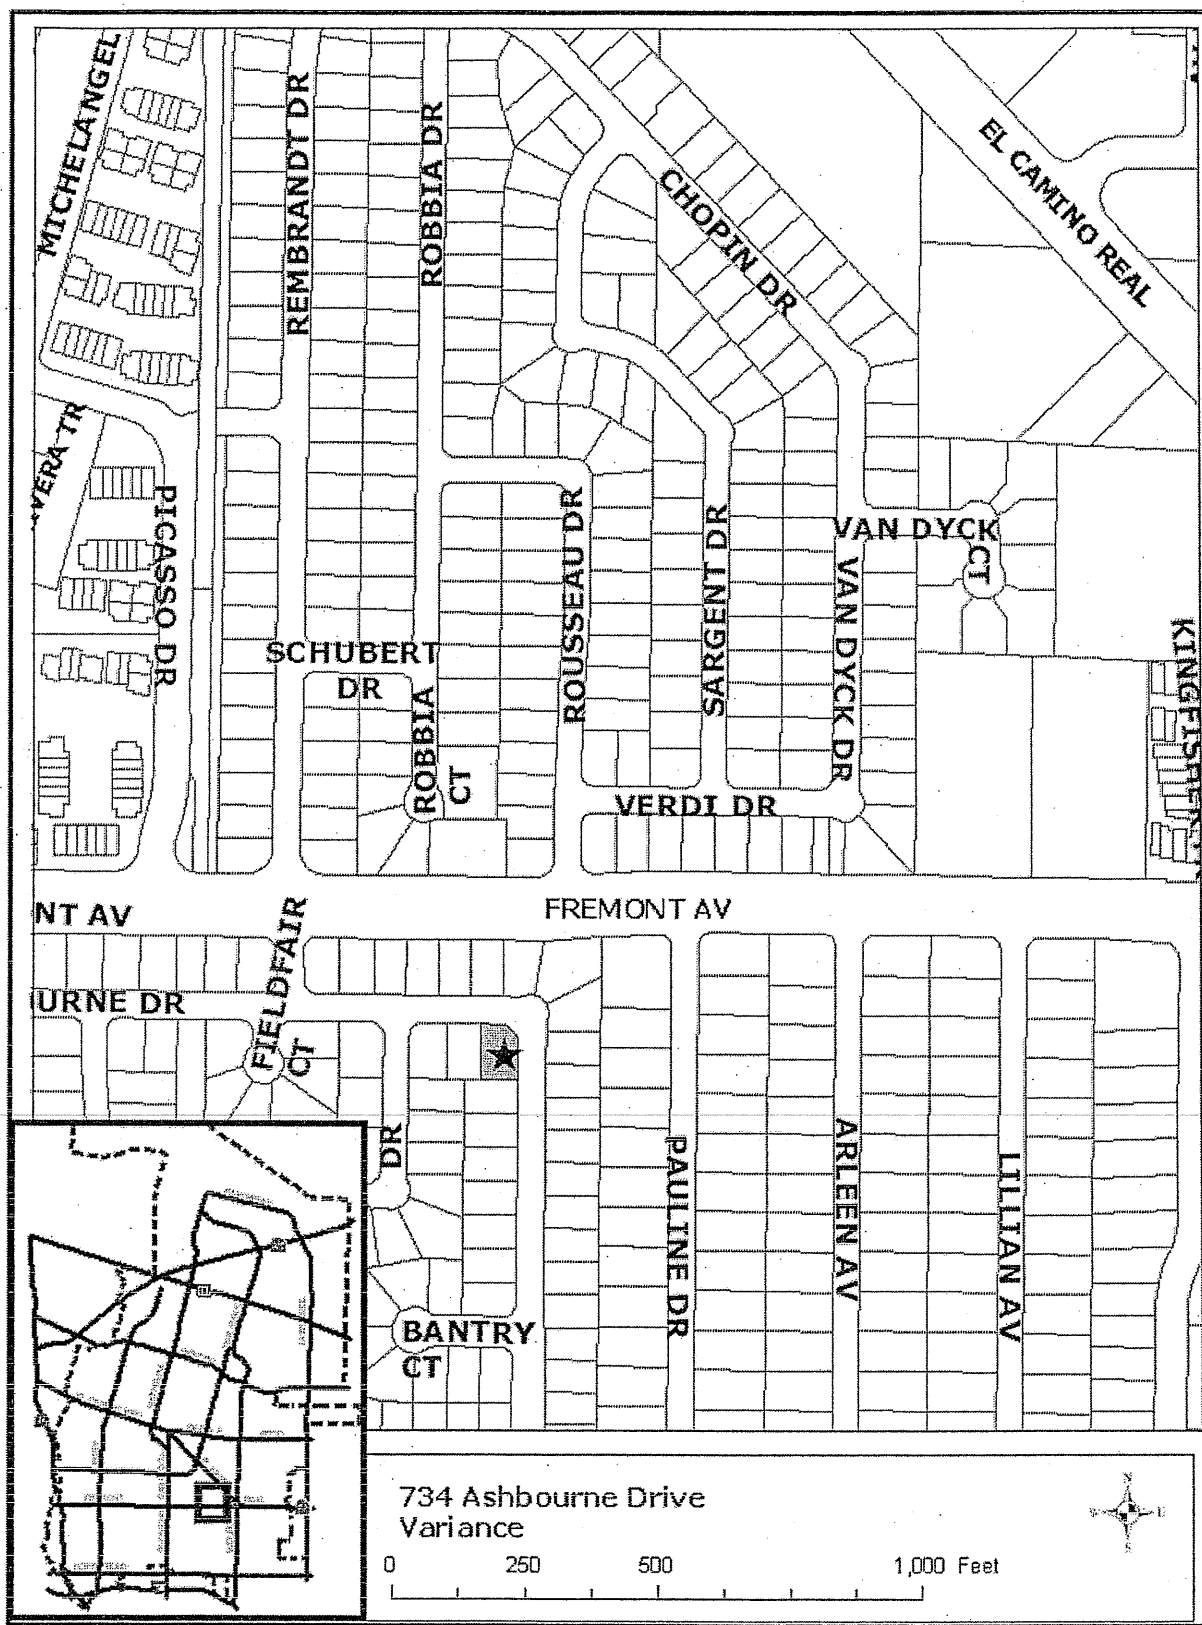 MICHELANGEL
REMBRANDT DR
ROBBIA DR
CHOPIN DR
EL CAMINO REAL
VERA TR
PICASSO DR
ROUSSEAU DR
SARGENT DR
VAN DYCK
CT
VAN DYCK DR
SCHUBERT
DR
ROBBIA
CT
VERDI DR
KINGFISHER
NT AV
FREMONT AV
FIELDFAIR
CT
URNE DR
DR
PAULINE DR
ARLEEN AV
LILLIAN AV
BANTRY
CT
734 Ashbourne Drive
Variance
N
W
E
S
0 250 500 1,000 Feet